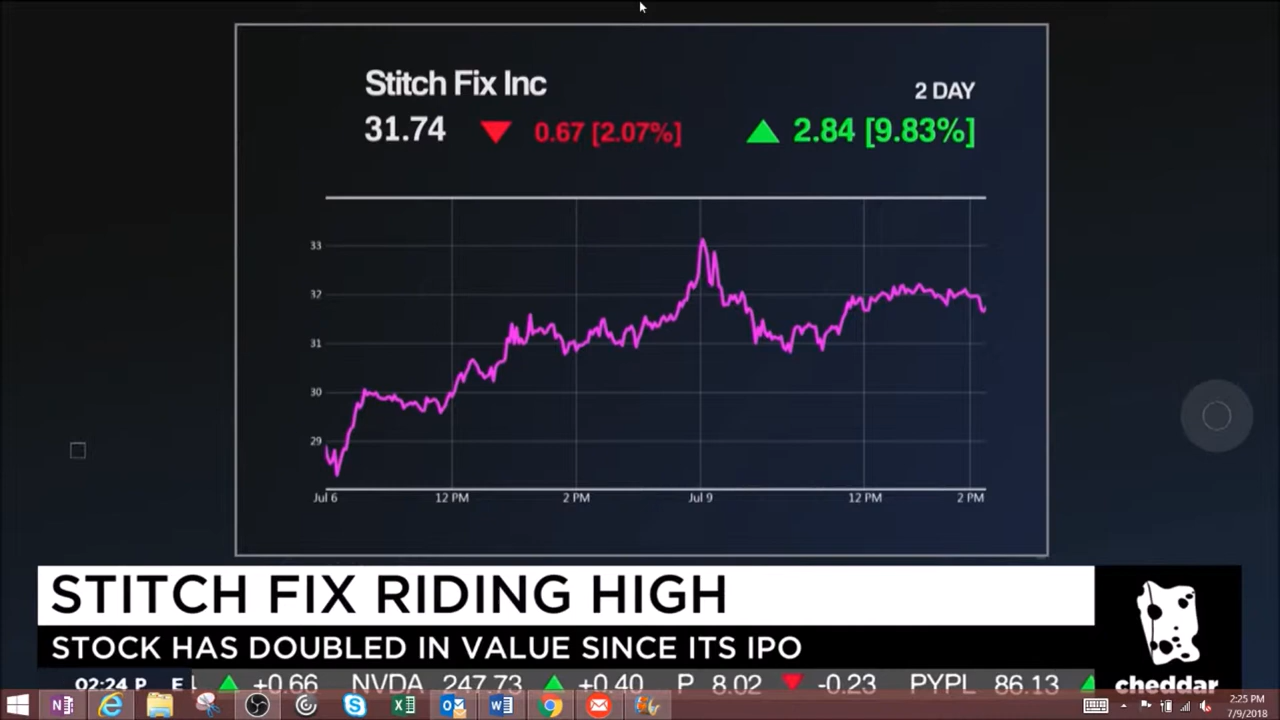 Stitch Fix Inc
2 DAY
31.74 ▼ 0.67 [2.07%] ▲ 2.84 [9.83%]
33
32
31
30
29
Jul 6 12 PM 2 PM Jul 9 12 PM 2 PM
STITCH FIX RIDING HIGH
STOCK HAS DOUBLED IN VALUE SINCE ITS IPO
cheddar
02:24 P E ▲ +0.66 NVDA 247.73 ▲ +0.40 P 8.02 ▼ -0.23 PYPL 86.13 ▲
2:25 PM
7/9/2018